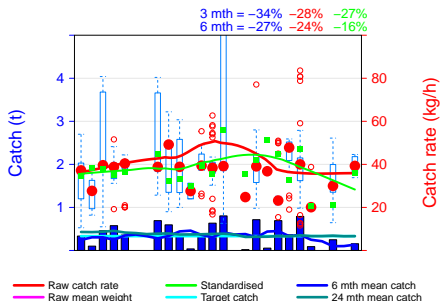 3 mth = −34% −28% −27%
6 mth = −27% −24% −16%
Catch (t)
1
2
3
4
Catch rate (kg/h)
0
20
40
60
80
Raw catch rate
Standardised
6 mth mean catch
Raw mean weight
Target catch
24 mth mean catch